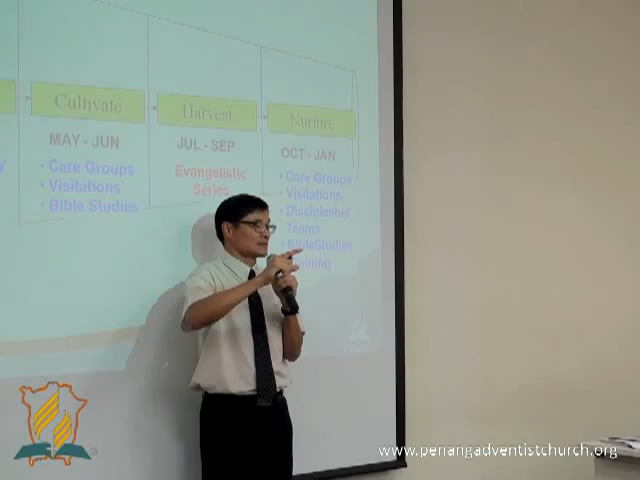 Cultivate
MAY - JUN
• Care Groups
• Visitations
• Bible Studies
Harvest
JUL - SEP
Evangelistic
Series
Nurture
OCT - JAN
• Care Groups
• Visitations
• Discipleship
Teams
• BibleStudies
www.penangadventistchurch.org